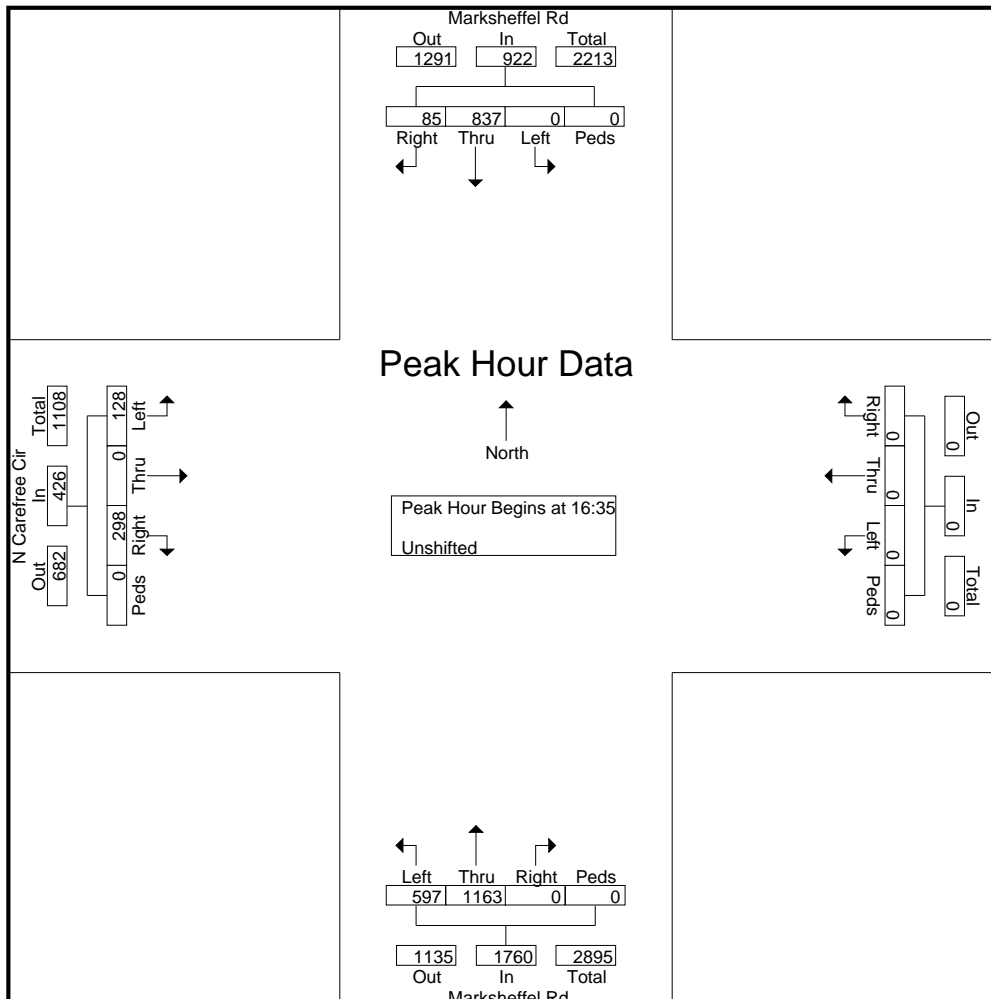 Marksheffel Rd
Out In Total
1291 922 2213
85 837 0 0
Right Thru Left Peds
Peak Hour Data
North
Peak Hour Begins at 16:35
Unshifted
N Carefree Cir
Out In Total
682 426 1108
128 0 298 0
Left Thru Right Peds
Right Thru Left Peds
0 0 0 0
Out In Total
0 0 0
Left Thru Right Peds
597 1163 0 0
1135 1760 2895
Out In Total
Marksheffel Rd